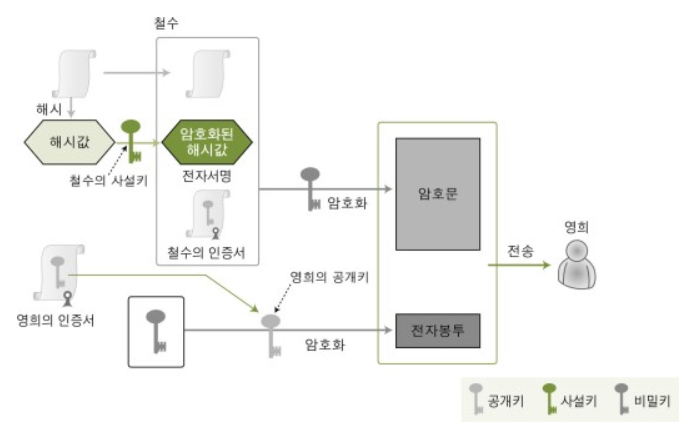 철수
해시
해시값
암호화된
해시값
철수의 사설키
전자서명
철수의 인증서
암호화
암호문
영희
전송
영희의 인증서
영희의 공개키
암호화
전자봉투
공개키
사설키
비밀키